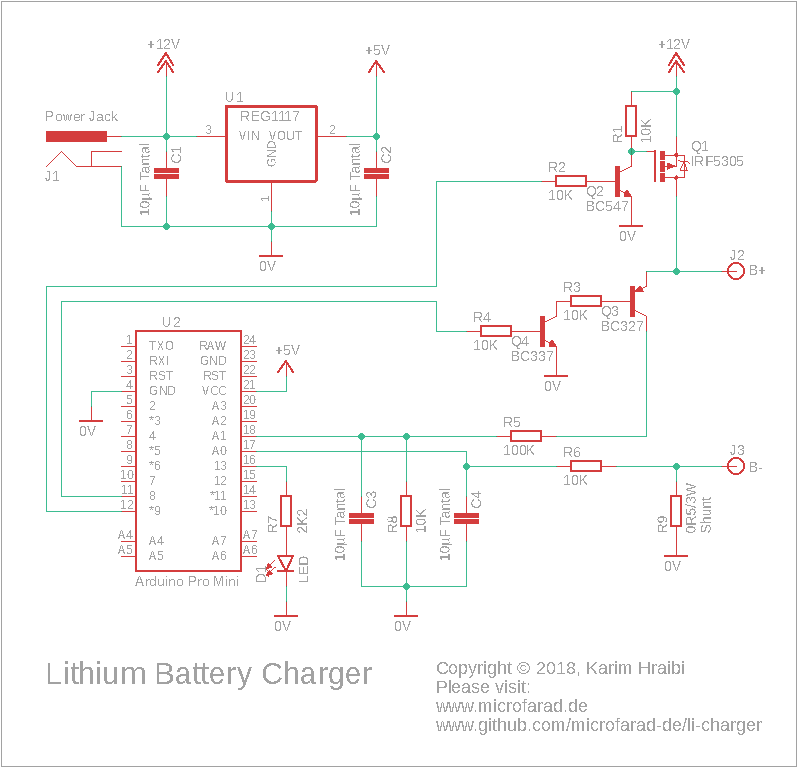 +12V
+5V
+12V
Power Jack
J1
U1
REG1117
VIN VOUT
GND
3
2
1
C1
10µF Tantal
C2
10µF Tantal
0V
R1
10K
Q1
IRF5305
R2
10K
Q2
BC547
0V
J2
B+
R3
10K
Q3
BC327
R4
10K
Q4
BC337
0V
U2
1 TXO RAW 24
2 RXI GND 23
3 RST RST 22
4 GND VCC 21
5 2 A3 20
6 *3 A2 19
7 4 A1 18
8 *5 A0 17
9 *6 13 16
10 7 12 15
11 8 *11 14
12 *9 *10 13
A4 A4 A7 A7
A5 A5 A6 A6
Arduino Pro Mini
+5V
0V
R5
100K
R6
10K
J3
B-
R7
2K2
D1
LED
0V
C3
10µF Tantal
R8
10K
C4
10µF Tantal
0V
R9
0R5/3W
Shunt
0V
Lithium Battery Charger
Copyright © 2018, Karim Hraibi
Please visit:
www.microfarad.de
www.github.com/microfarad-de/li-charger